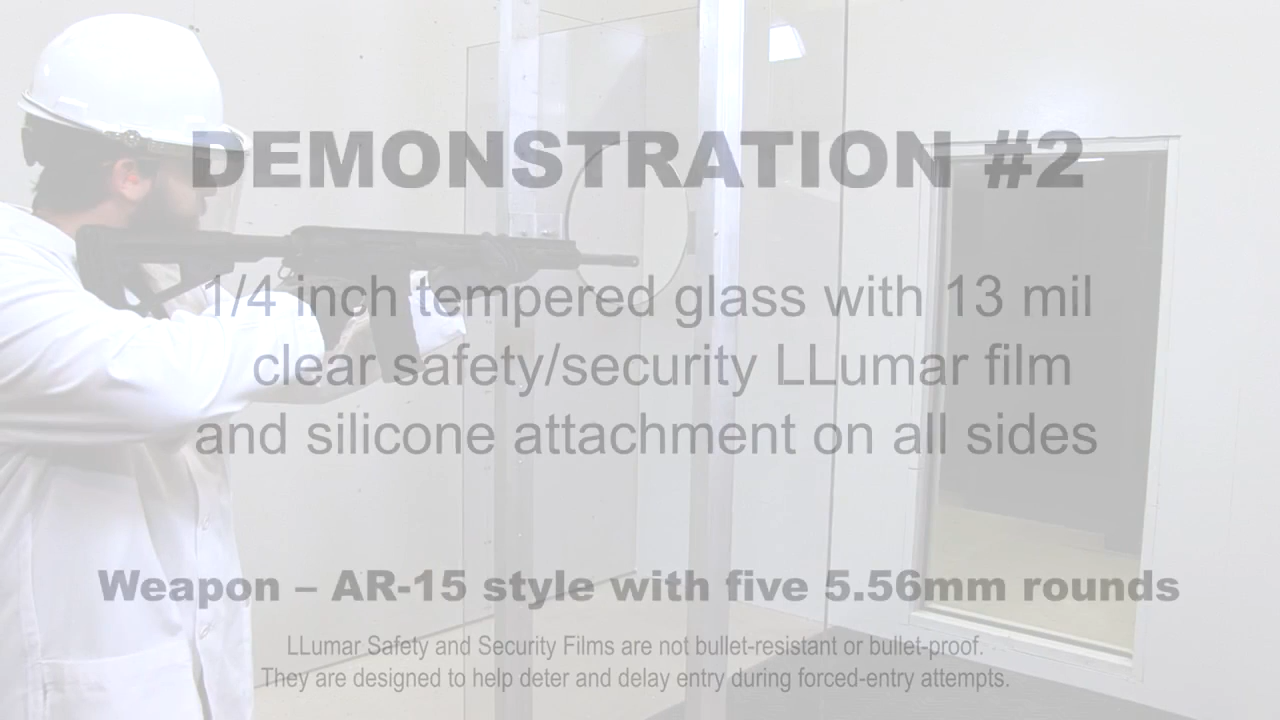 DEMONSTRATION #2
1/4 inch tempered glass with 13 mil
clear safety/security LLumar film
and silicone attachment on all sides
Weapon – AR-15 style with five 5.56mm rounds
LLumar Safety and Security Films are not bullet-resistant or bullet-proof.
They are designed to help deter and delay entry during forced-entry attempts.